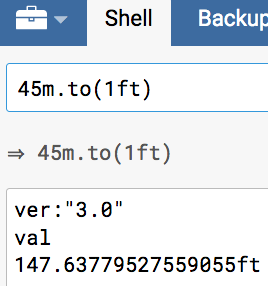 Shell Backup
45m.to(1ft)
⇒ 45m.to(1ft)
ver:"3.0"
val
147.63779527559055ft